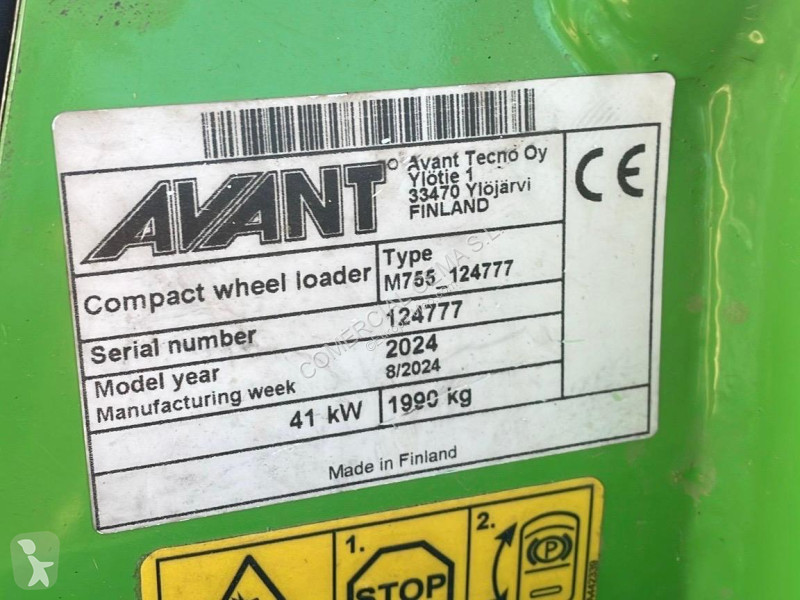 AVANT
Avant Tecno Oy
Ylötie 1
33470 Ylöjärvi
FINLAND
CE
Compact wheel loader
Type
M755_124777
Serial number
124777
Model year
2024
Manufacturing week
8/2024
41 kW
1990 kg
Made in Finland
1.
STOP
2.
P